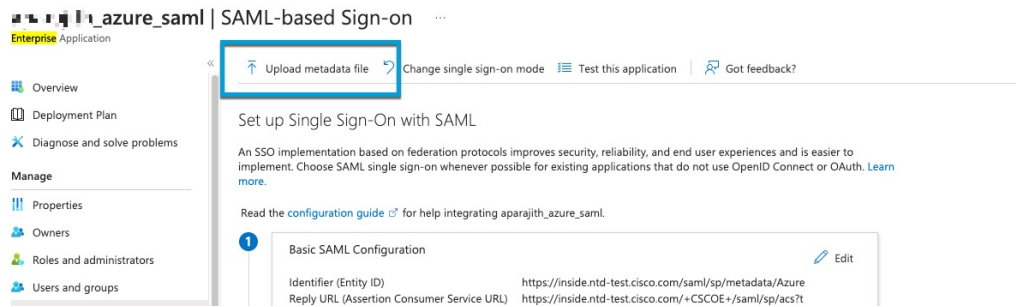 _azure_saml | SAML-based Sign-on ...
Enterprise Application
«
Upload metadata file Change single sign-on mode Test this application Got feedback?
Overview
Deployment Plan
Diagnose and solve problems
Manage
Properties
Owners
Roles and administrators
Users and groups
Set up Single Sign-On with SAML
An SSO implementation based on federation protocols improves security, reliability, and end user experiences and is easier to
implement. Choose SAML single sign-on whenever possible for existing applications that do not use OpenID Connect or OAuth. Learn
more.
Read the configuration guide for help integrating aparajith_azure_saml.
1
Basic SAML Configuration
Edit
Identifier (Entity ID) https://inside.ntd-test.cisco.com/saml/sp/metadata/Azure
Reply URL (Assertion Consumer Service URL) https://inside.ntd-test.cisco.com/+CSCOE+/saml/sp/acs?t